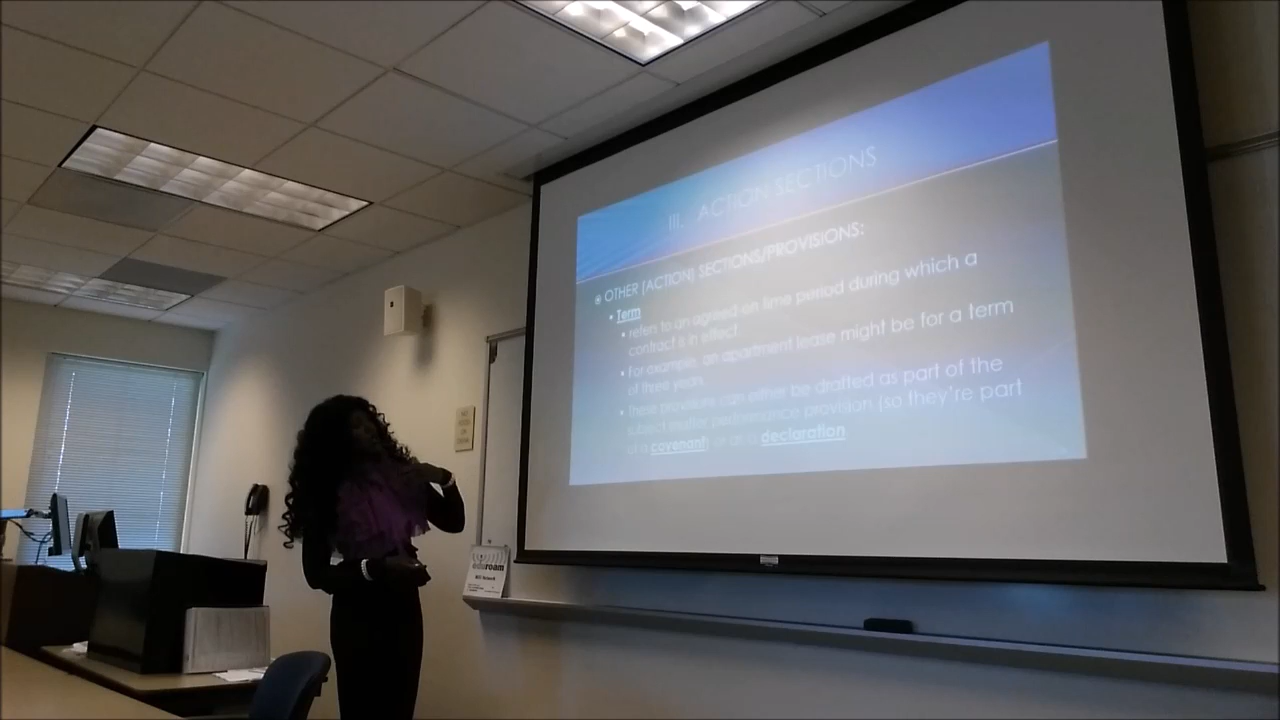 III. ACTION SECTIONS
OTHER (ACTION) SECTIONS/PROVISIONS:
Term
refers to an agreed on time period during which a
contract is in effect
For example, an apartment lease might be for a term
of three years
These provisions can either be drafted as part of the
subject matter performance provision (so they're part
of a covenant) or as a declaration
eduroam